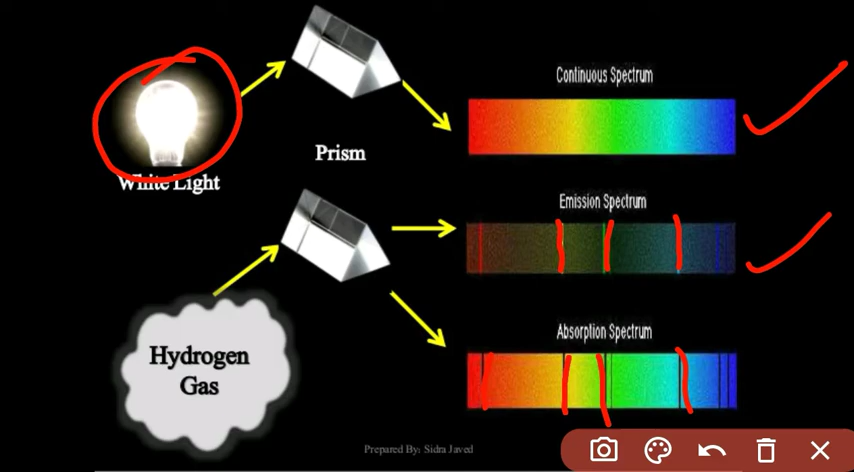 Continuous Spectrum
Prism
White Light
Emission Spectrum
Hydrogen
Gas
Absorption Spectrum
Prepared By: Sidra Javed